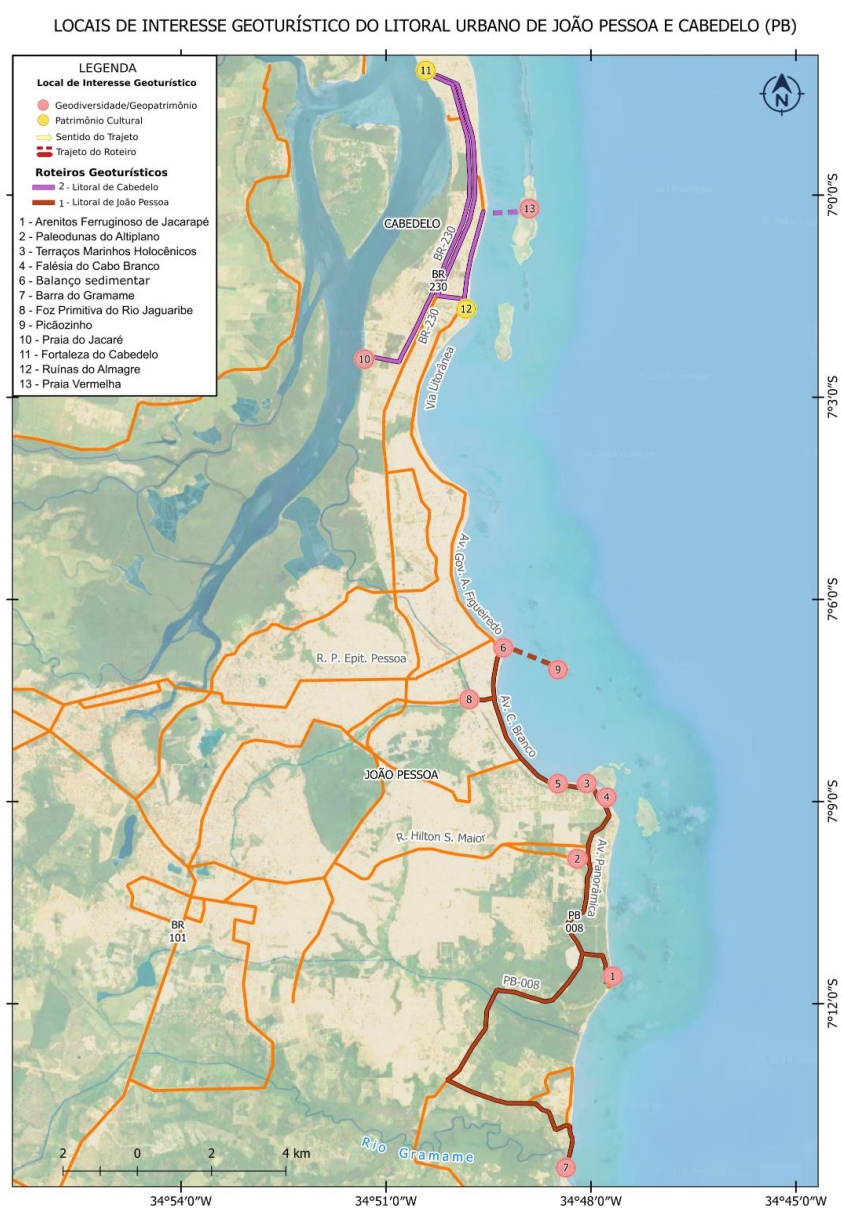 LOCAIS DE INTERESSE GEOTURÍSTICO DO LITORAL URBANO DE JOÃO PESSOA E CABEDELO (PB)
LEGENDA
Local de Interesse Geoturístico
Geodiversidade/Geopatrimônio
Patrimônio Cultural
Sentido do Trajeto
Trajeto do Roteiro
Roteiros Geoturísticos
2 - Litoral de Cabedelo
1 - Litoral de João Pessoa
1 - Arenitos Ferruginoso de Jacarapé
2 - Paleodunas do Altiplano
3 - Terraços Marinhos Holocênicos
4 - Falésia do Cabo Branco
6 - Balanço sedimentar
7 - Barra do Gramame
8 - Foz Primitiva do Rio Jaguaribe
9 - Picãozinho
10 - Praia do Jacaré
11 - Fortaleza do Cabedelo
12 - Ruínas do Almagre
13 - Praia Vermelha
N
11
7°0'0"S
13
CABEDELO
BR-230
BR
230
12
BR-230
10
Via Litorânea
7°3'0"S
Av. Gov. A. Figueiredo
7°6'0"S
6
R. P. Epit. Pessoa
9
8
Av. C. Branco
JOÃO PESSOA
5
3
4
7°9'0"S
R. Hilton S. Maior
2
Av. Panorâmica
BR
101
PB
008
1
PB-008
7°12'0"S
Rio Gramame
7
2 0 2 4 km
34°54'0"W 34°51'0"W 34°48'0"W 34°45'0"W